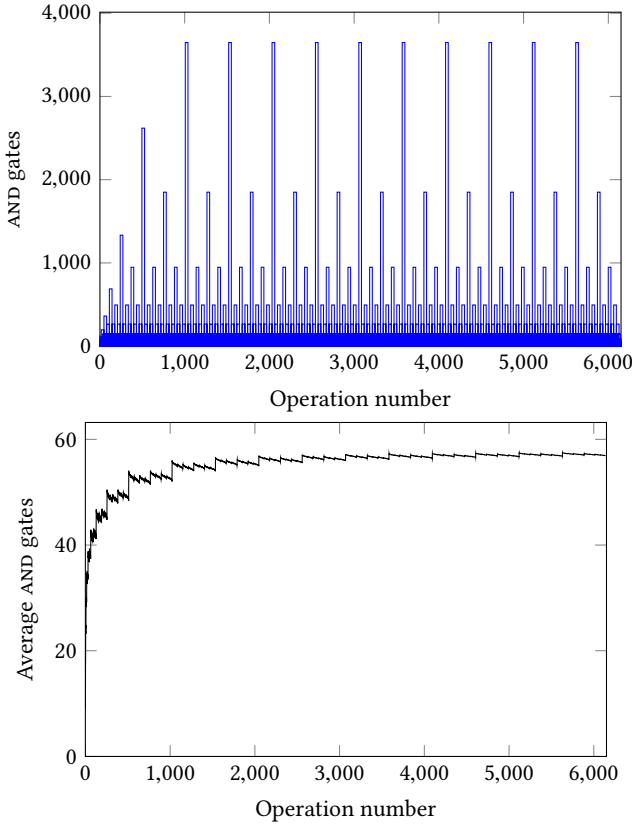 4,000
3,000
2,000
1,000
0
AND gates
0 1,000 2,000 3,000 4,000 5,000 6,000
Operation number
60
40
20
0
Average AND gates
0 1,000 2,000 3,000 4,000 5,000 6,000
Operation number